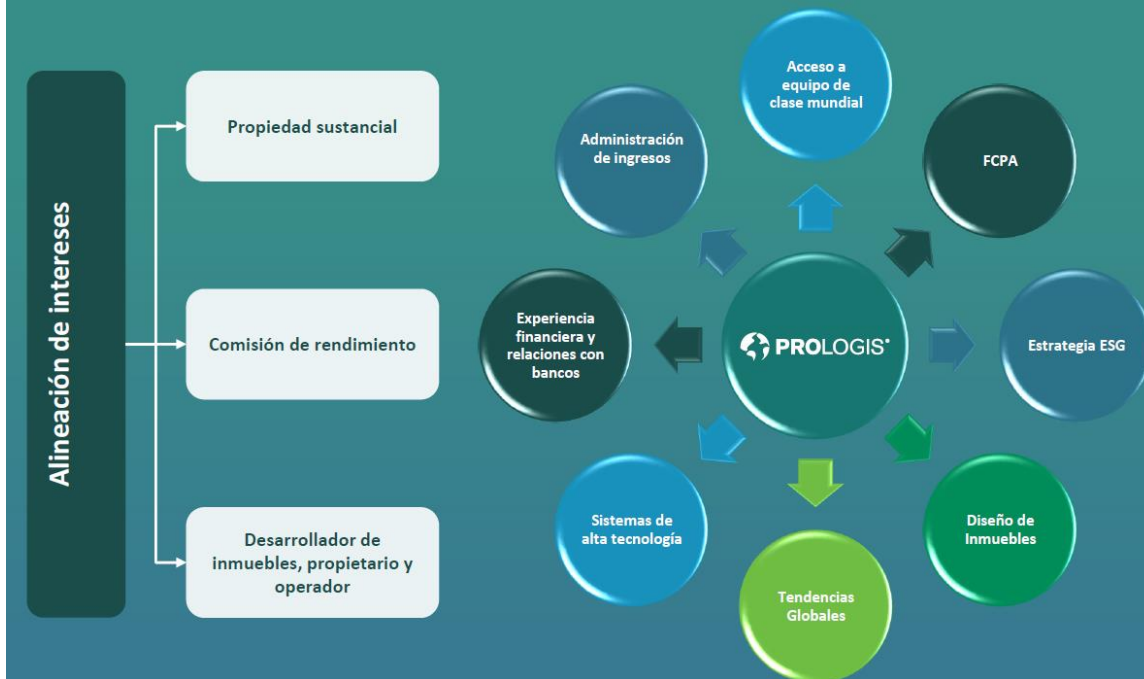 Alineación de intereses
Propiedad sustancial
Comisión de rendimiento
Desarrollador de
inmuebles, propietario y
operador
Acceso a
equipo de
clase mundial
FCPA
Estrategia ESG
Diseño de
Inmuebles
Tendencias
Globales
Sistemas de
alta tecnología
Experiencia
financiera y
relaciones con
bancos
Administración
de ingresos
PROLOGIS